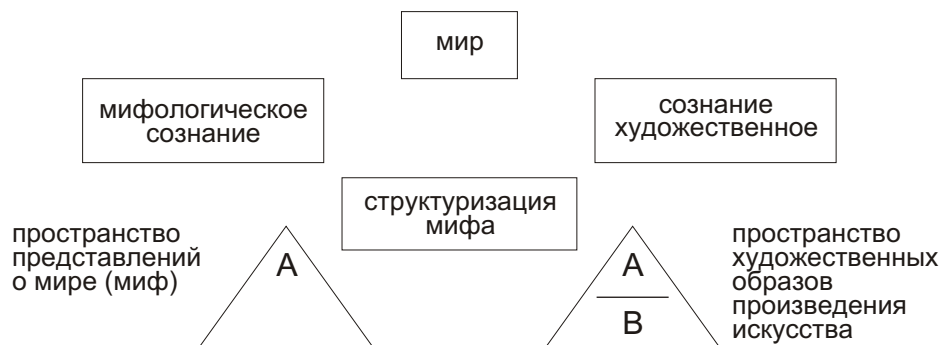 мир
мифологическое
сознание
сознание
художественное
структуризация
мифа
пространство
представлений
о мире (миф)
А
А
В
пространство
художественных
образов
произведения
искусства